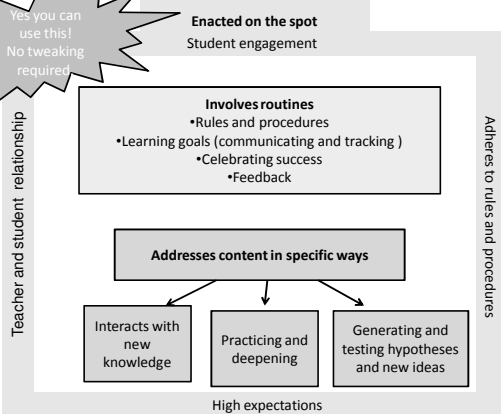 Yes you can
use this!
No tweaking
required
Enacted on the spot
Student engagement
Teacher and student relationship
Adheres to rules and procedures
Involves routines
•Rules and procedures
•Learning goals (communicating and tracking )
•Celebrating success
•Feedback
Addresses content in specific ways
Interacts with
new
knowledge
Practicing and
deepening
Generating and
testing hypotheses
and new ideas
High expectations